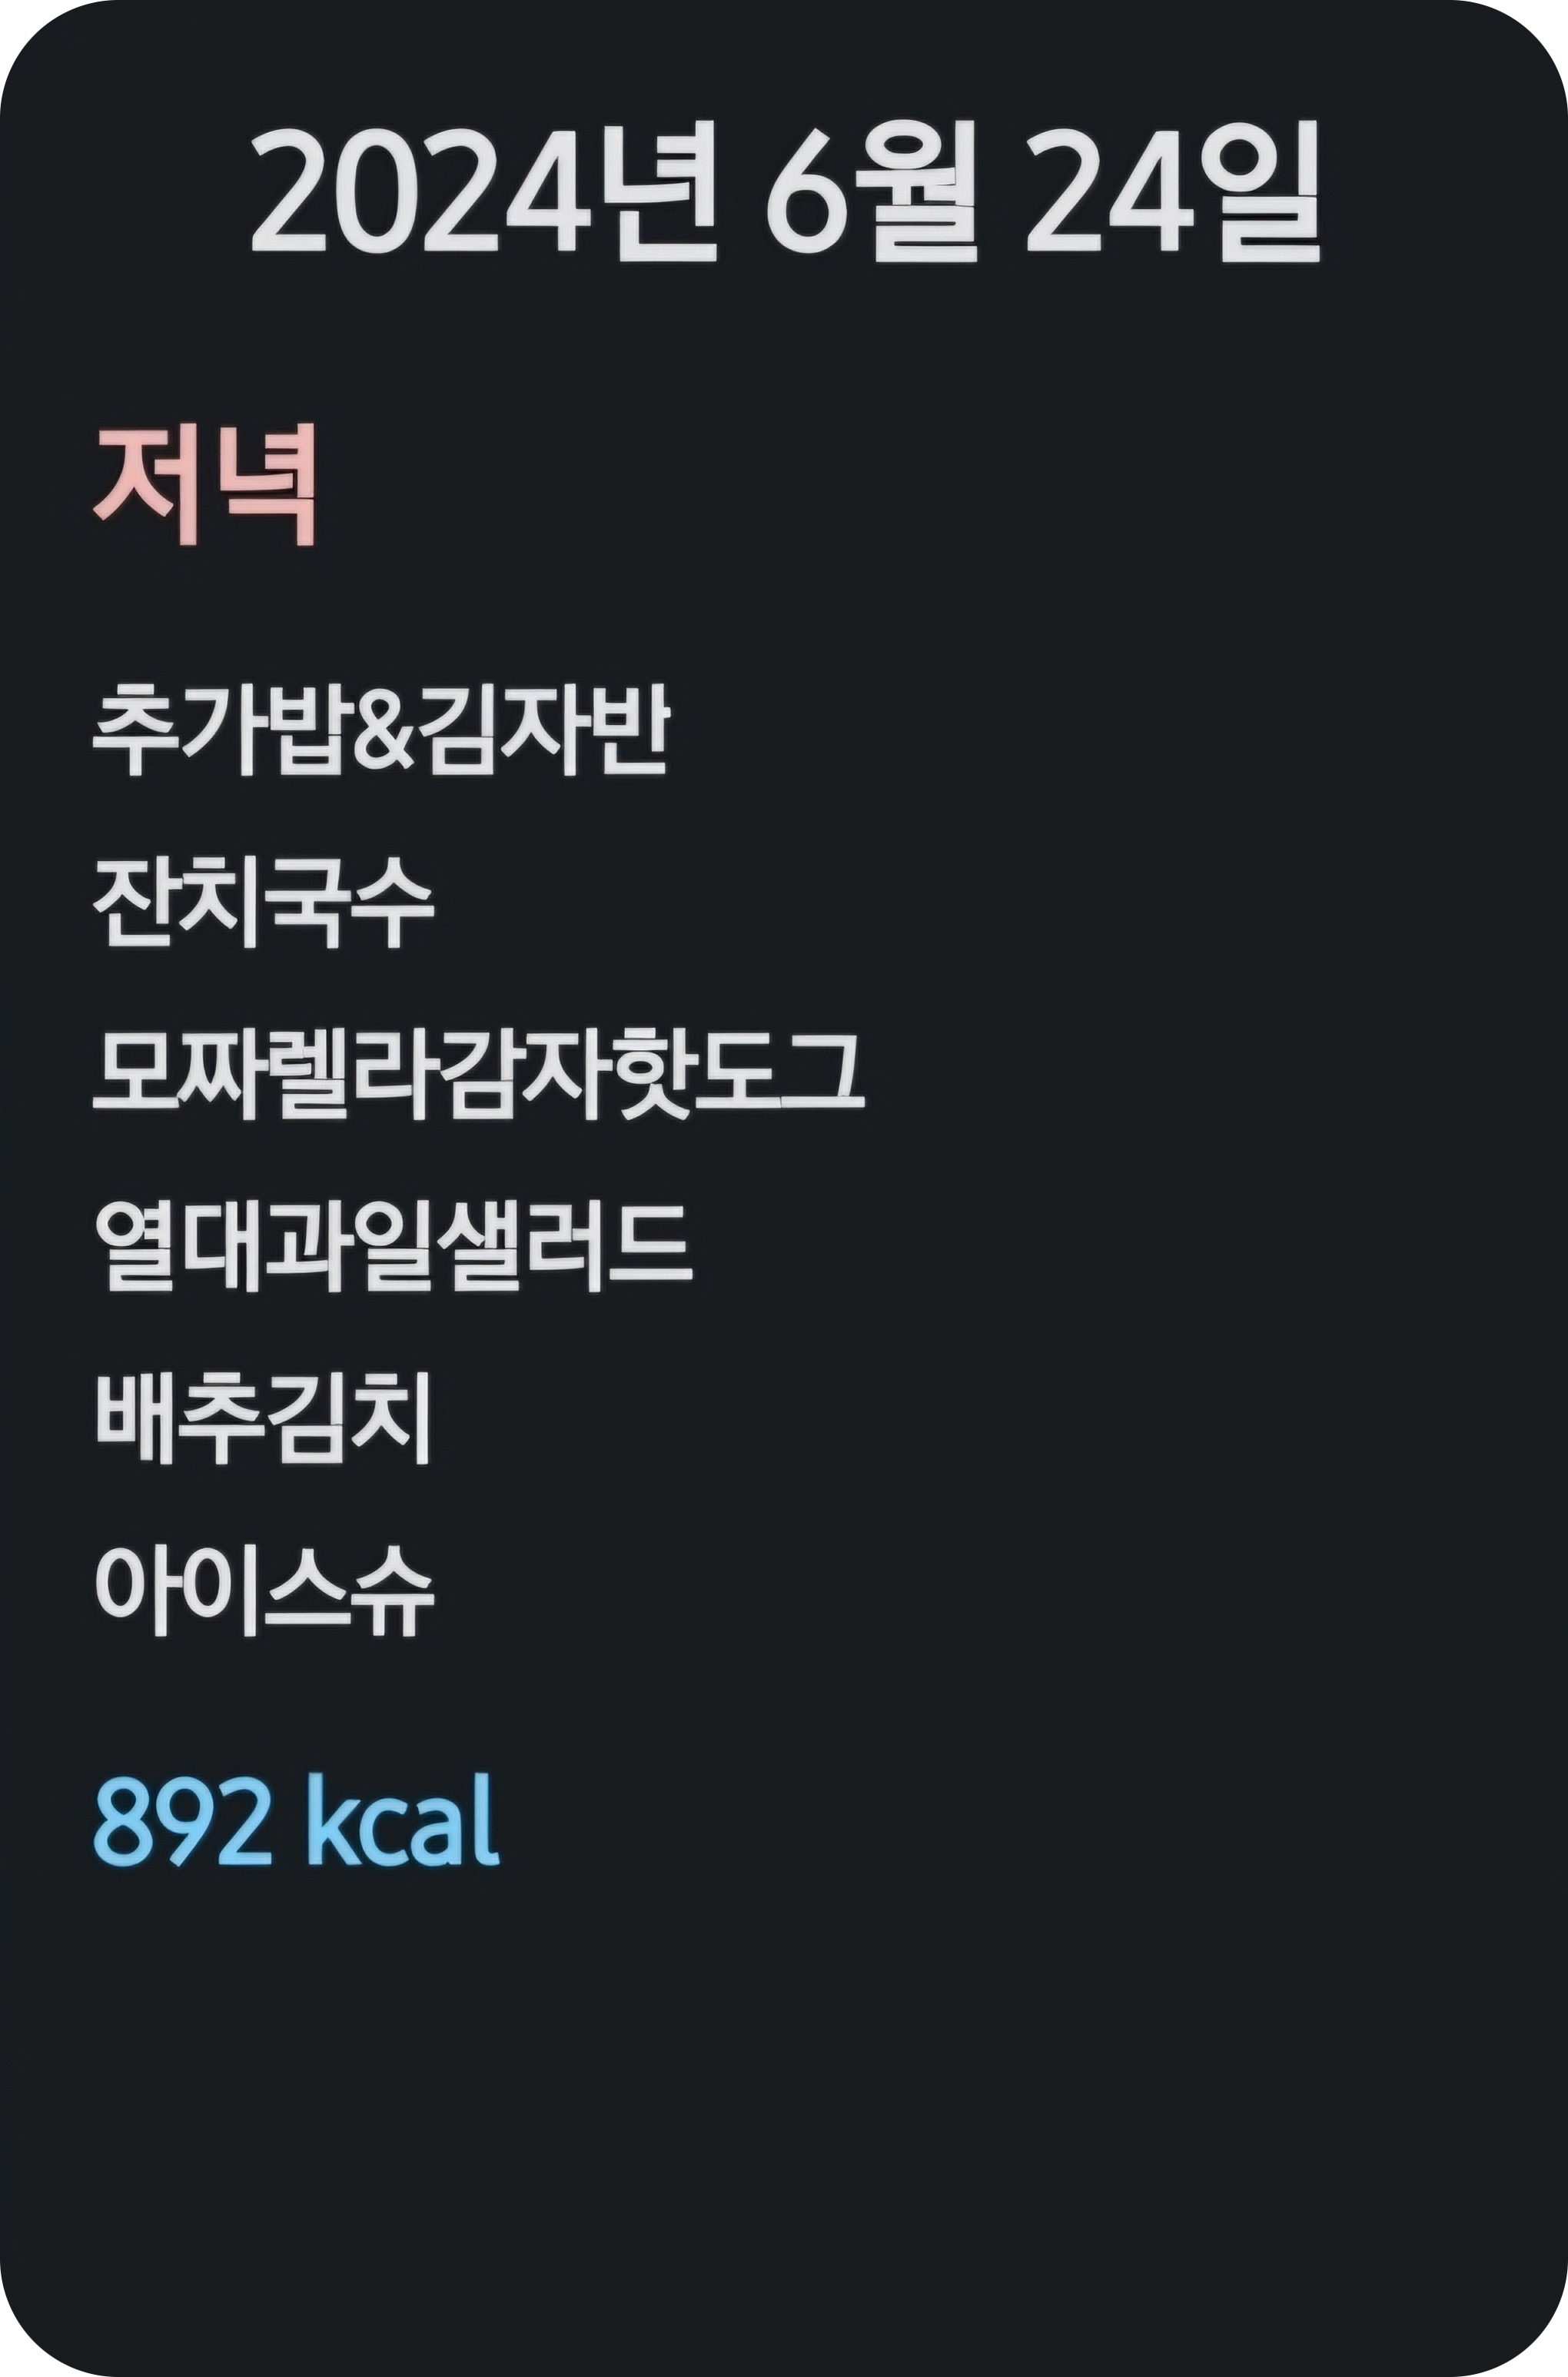 2024년 6월 24일
저녁
추가밥&김자반
잔치국수
모짜렐라감자핫도그
열대과일샐러드
배추김치
아이스슈
892 kcal